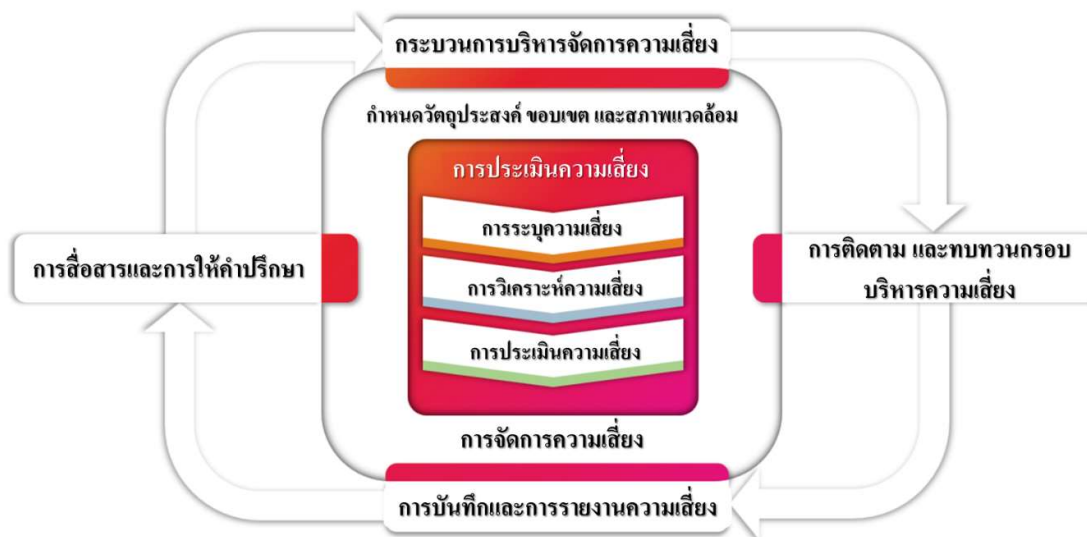 กระบวนการบริหารจัดการความเสี่ยง
กำหนดวัตถุประสงค์ ขอบเขต และสภาพแวดล้อม
การประเมินความเสี่ยง
การระบุความเสี่ยง
การวิเคราะห์ความเสี่ยง
การประเมินความเสี่ยง
การจัดการความเสี่ยง
การสื่อสารและการให้คำปรึกษา
การติดตาม และทบทวนกรอบ
บริหารความเสี่ยง
การบันทึกและการรายงานความเสี่ยง